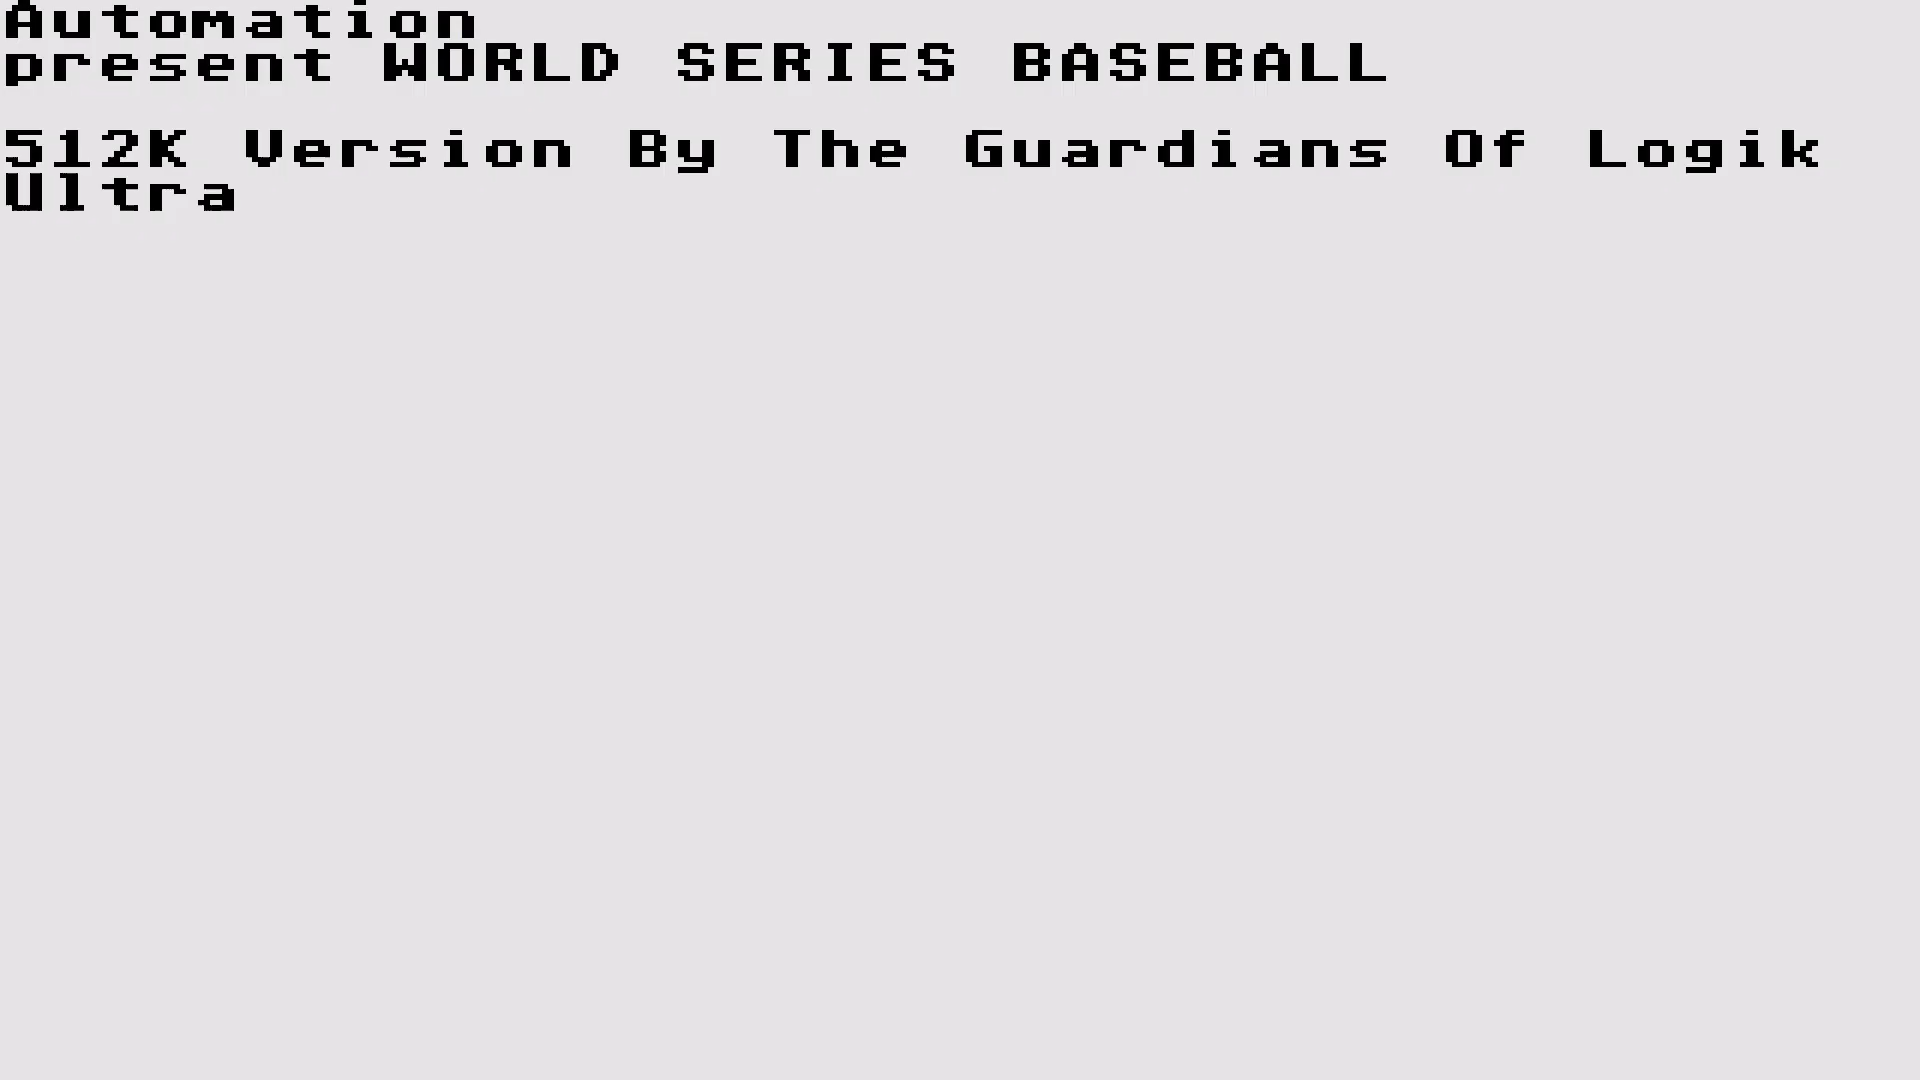 Automation
present WORLD SERIES BASEBALL
512K Version By The Guardians Of Logik
Ultra